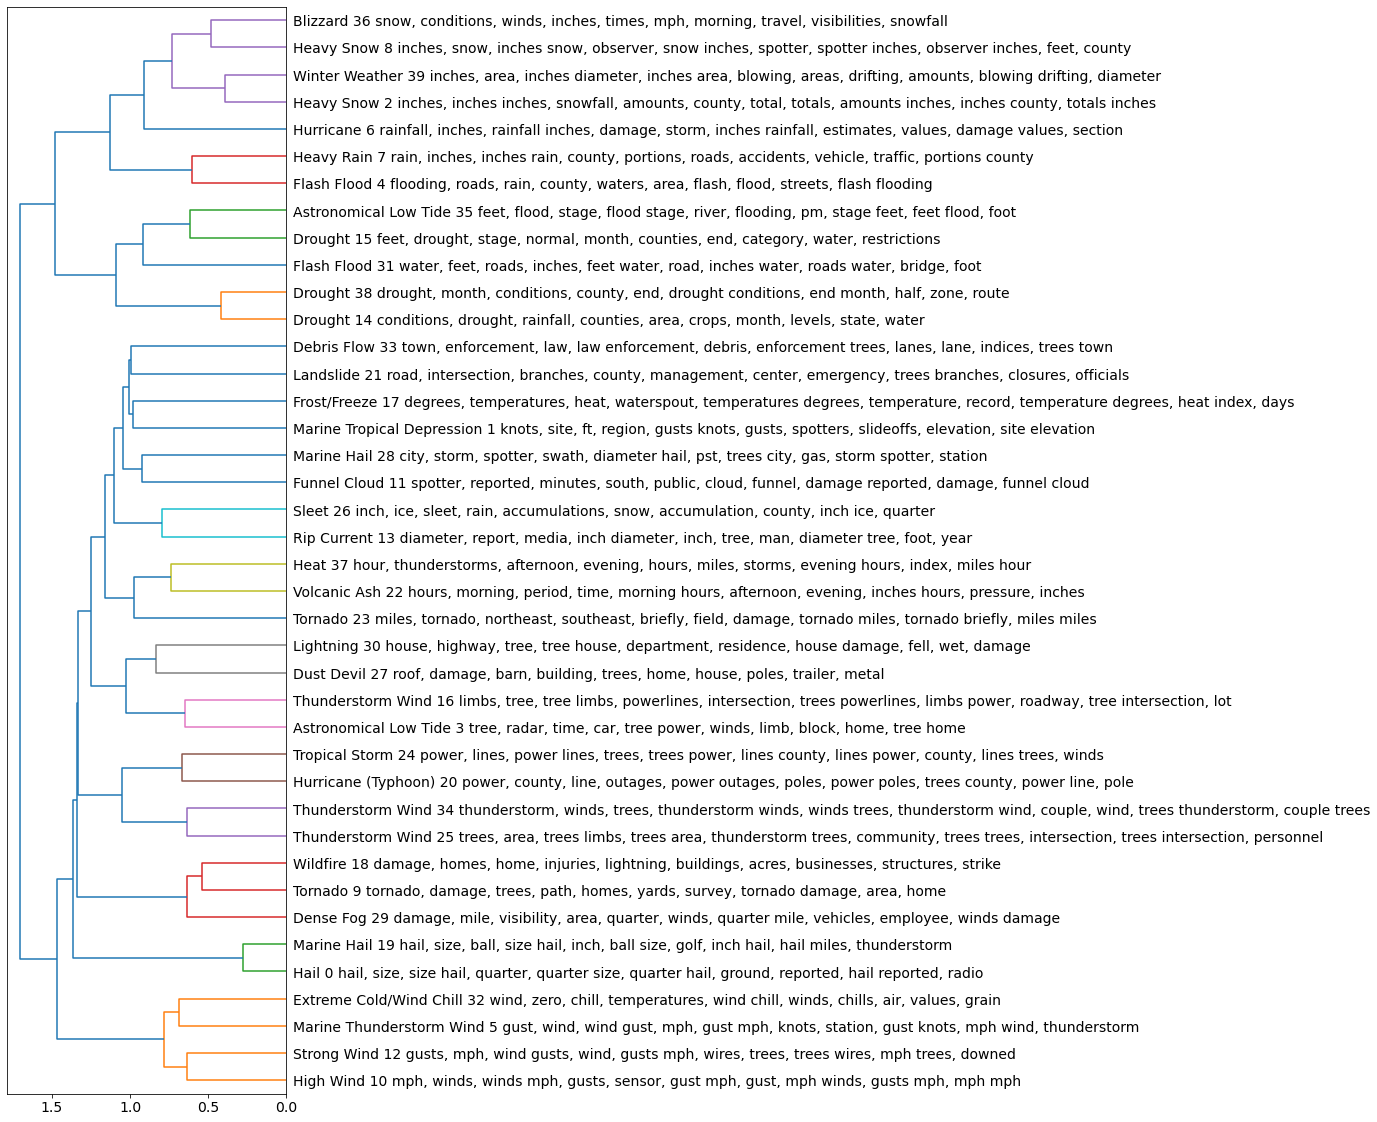 Blizzard 36 snow, conditions, winds, inches, times, mph, morning, travel, visibilities, snowfall
Heavy Snow 8 inches, snow, inches snow, observer, snow inches, spotter, spotter inches, observer inches, feet, county
Winter Weather 39 inches, area, inches diameter, inches area, blowing, areas, drifting, amounts, blowing drifting, diameter
Heavy Snow 2 inches, inches inches, snowfall, amounts, county, total, totals, amounts inches, inches county, totals inches
Hurricane 6 rainfall, inches, rainfall inches, damage, storm, inches rainfall, estimates, values, damage values, section
Heavy Rain 7 rain, inches, inches rain, county, portions, roads, accidents, vehicle, traffic, portions county
Flash Flood 4 flooding, roads, rain, county, waters, area, flash, flood, streets, flash flooding
Astronomical Low Tide 35 feet, flood, stage, flood stage, river, flooding, pm, stage feet, feet flood, foot
Drought 15 feet, drought, stage, normal, month, counties, end, category, water, restrictions
Flash Flood 31 water, feet, roads, inches, feet water, road, inches water, roads water, bridge, foot
Drought 38 drought, month, conditions, county, end, drought conditions, end month, half, zone, route
Drought 14 conditions, drought, rainfall, counties, area, crops, month, levels, state, water
Debris Flow 33 town, enforcement, law, law enforcement, debris, enforcement trees, lanes, lane, indices, trees town
Landslide 21 road, intersection, branches, county, management, center, emergency, trees branches, closures, officials
Frost/Freeze 17 degrees, temperatures, heat, waterspout, temperatures degrees, temperature, record, temperature degrees, heat index, days
Marine Tropical Depression 1 knots, site, ft, region, gusts knots, gusts, spotters, slideoffs, elevation, site elevation
Marine Hail 28 city, storm, spotter, swath, diameter hail, pst, trees city, gas, storm spotter, station
Funnel Cloud 11 spotter, reported, minutes, south, public, cloud, funnel, damage reported, damage, funnel cloud
Sleet 26 inch, ice, sleet, rain, accumulations, snow, accumulation, county, inch ice, quarter
Rip Current 13 diameter, report, media, inch diameter, inch, tree, man, diameter tree, foot, year
Heat 37 hour, thunderstorms, afternoon, evening, hours, miles, storms, evening hours, index, miles hour
Volcanic Ash 22 hours, morning, period, time, morning hours, afternoon, evening, inches hours, pressure, inches
Tornado 23 miles, tornado, northeast, southeast, briefly, field, damage, tornado miles, tornado briefly, miles miles
Lightning 30 house, highway, tree, tree house, department, residence, house damage, fell, wet, damage
Dust Devil 27 roof, damage, barn, building, trees, home, house, poles, trailer, metal
Thunderstorm Wind 16 limbs, tree, tree limbs, powerlines, intersection, trees powerlines, limbs power, roadway, tree intersection, lot
Astronomical Low Tide 3 tree, radar, time, car, tree power, winds, limb, block, home, tree home
Tropical Storm 24 power, lines, power lines, trees, trees power, lines county, lines power, county, lines trees, winds
Hurricane (Typhoon) 20 power, county, line, outages, power outages, poles, power poles, trees county, power line, pole
Thunderstorm Wind 34 thunderstorm, winds, trees, thunderstorm winds, winds trees, thunderstorm wind, couple, wind, trees thunderstorm, couple trees
Thunderstorm Wind 25 trees, area, trees limbs, trees area, thunderstorm trees, community, trees trees, intersection, trees intersection, personnel
Wildfire 18 damage, homes, home, injuries, lightning, buildings, acres, businesses, structures, strike
Tornado 9 tornado, damage, trees, path, homes, yards, survey, tornado damage, area, home
Dense Fog 29 damage, mile, visibility, area, quarter, winds, quarter mile, vehicles, employee, winds damage
Marine Hail 19 hail, size, ball, size hail, inch, ball size, golf, inch hail, hail miles, thunderstorm
Hail 0 hail, size, size hail, quarter, quarter size, quarter hail, ground, reported, hail reported, radio
Extreme Cold/Wind Chill 32 wind, zero, chill, temperatures, wind chill, winds, chills, air, values, grain
Marine Thunderstorm Wind 5 gust, wind, wind gust, mph, gust mph, knots, station, gust knots, mph wind, thunderstorm
Strong Wind 12 gusts, mph, wind gusts, wind, gusts mph, wires, trees, trees wires, mph trees, downed
High Wind 10 mph, winds, winds mph, gusts, sensor, gust mph, gust, mph winds, gusts mph, mph mph
1.5 1.0 0.5 0.0